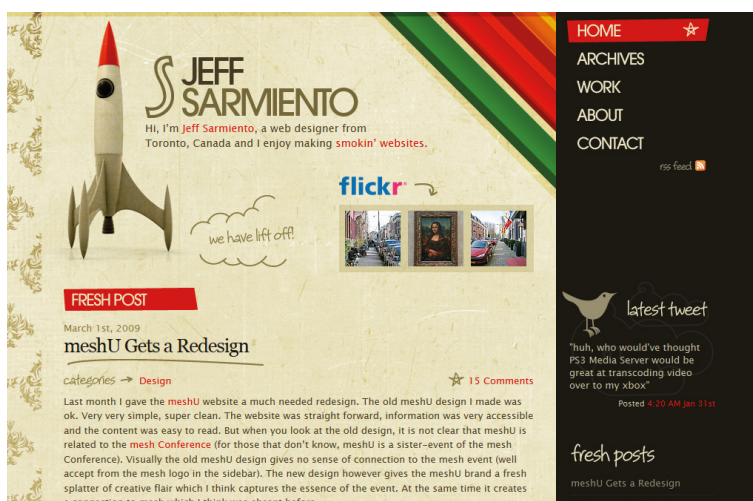 JEFF
SARMIENTO
Hi, I'm Jeff Sarmiento, a web designer from
Toronto, Canada and I enjoy making smokin' websites.
we have lift off!
flickr
FRESH POST
March 1st, 2009
meshU Gets a Redesign
categories → Design
15 Comments
Last month I gave the meshU website a much needed redesign. The old meshU design I made was
ok. Very very simple, super clean. The website was straight forward, information was very accessible
and the content was easy to read. But when you look at the old design, it is not clear that meshU is
related to the mesh Conference (for those that don't know, meshU is a sister-event of the mesh
Conference). Visually the old meshU design gives no sense of connection to the mesh event (well
accept from the mesh logo in the sidebar). The new design however gives the meshU brand a fresh
splatter of creative flair which I think captures the essence of the event. At the same time it creates
HOME
ARCHIVES
WORK
ABOUT
CONTACT
rss feed
latest tweet
"huh, who would've thought
PS3 Media Server would be
great at transcoding video
over to my xbox"
Posted 4:20 AM Jan 31st
fresh posts
meshU Gets a Redesign